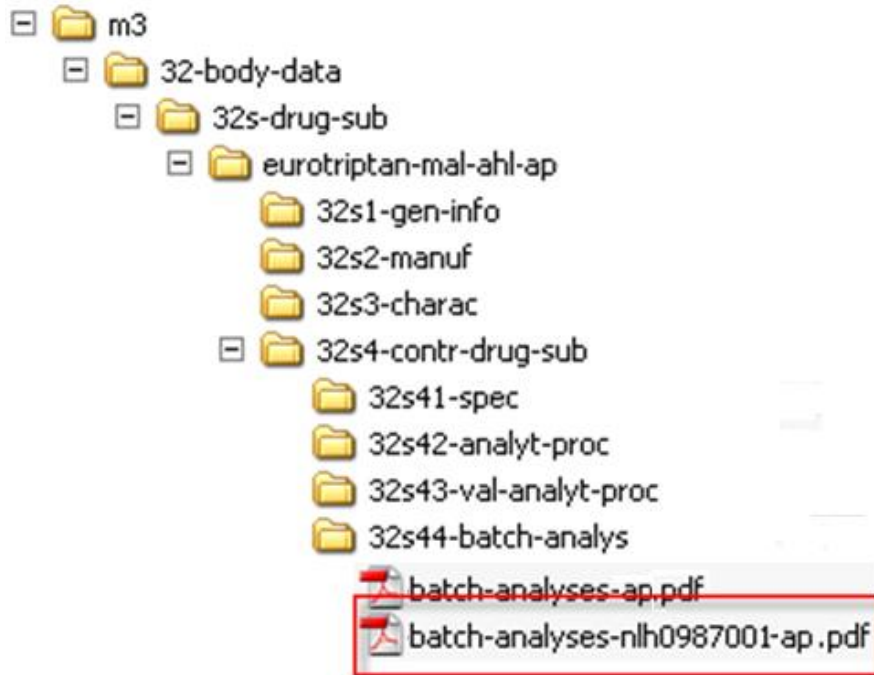 m3
32-body-data
32s-drug-sub
eurotriptan-mal-ahl-ap
32s1-gen-info
32s2-manuf
32s3-charac
32s4-contr-drug-sub
32s41-spec
32s42-analyt-proc
32s43-val-analyt-proc
32s44-batch-analys
batch-analyses-ap.pdf
batch-analyses-nlh0987001-ap.pdf